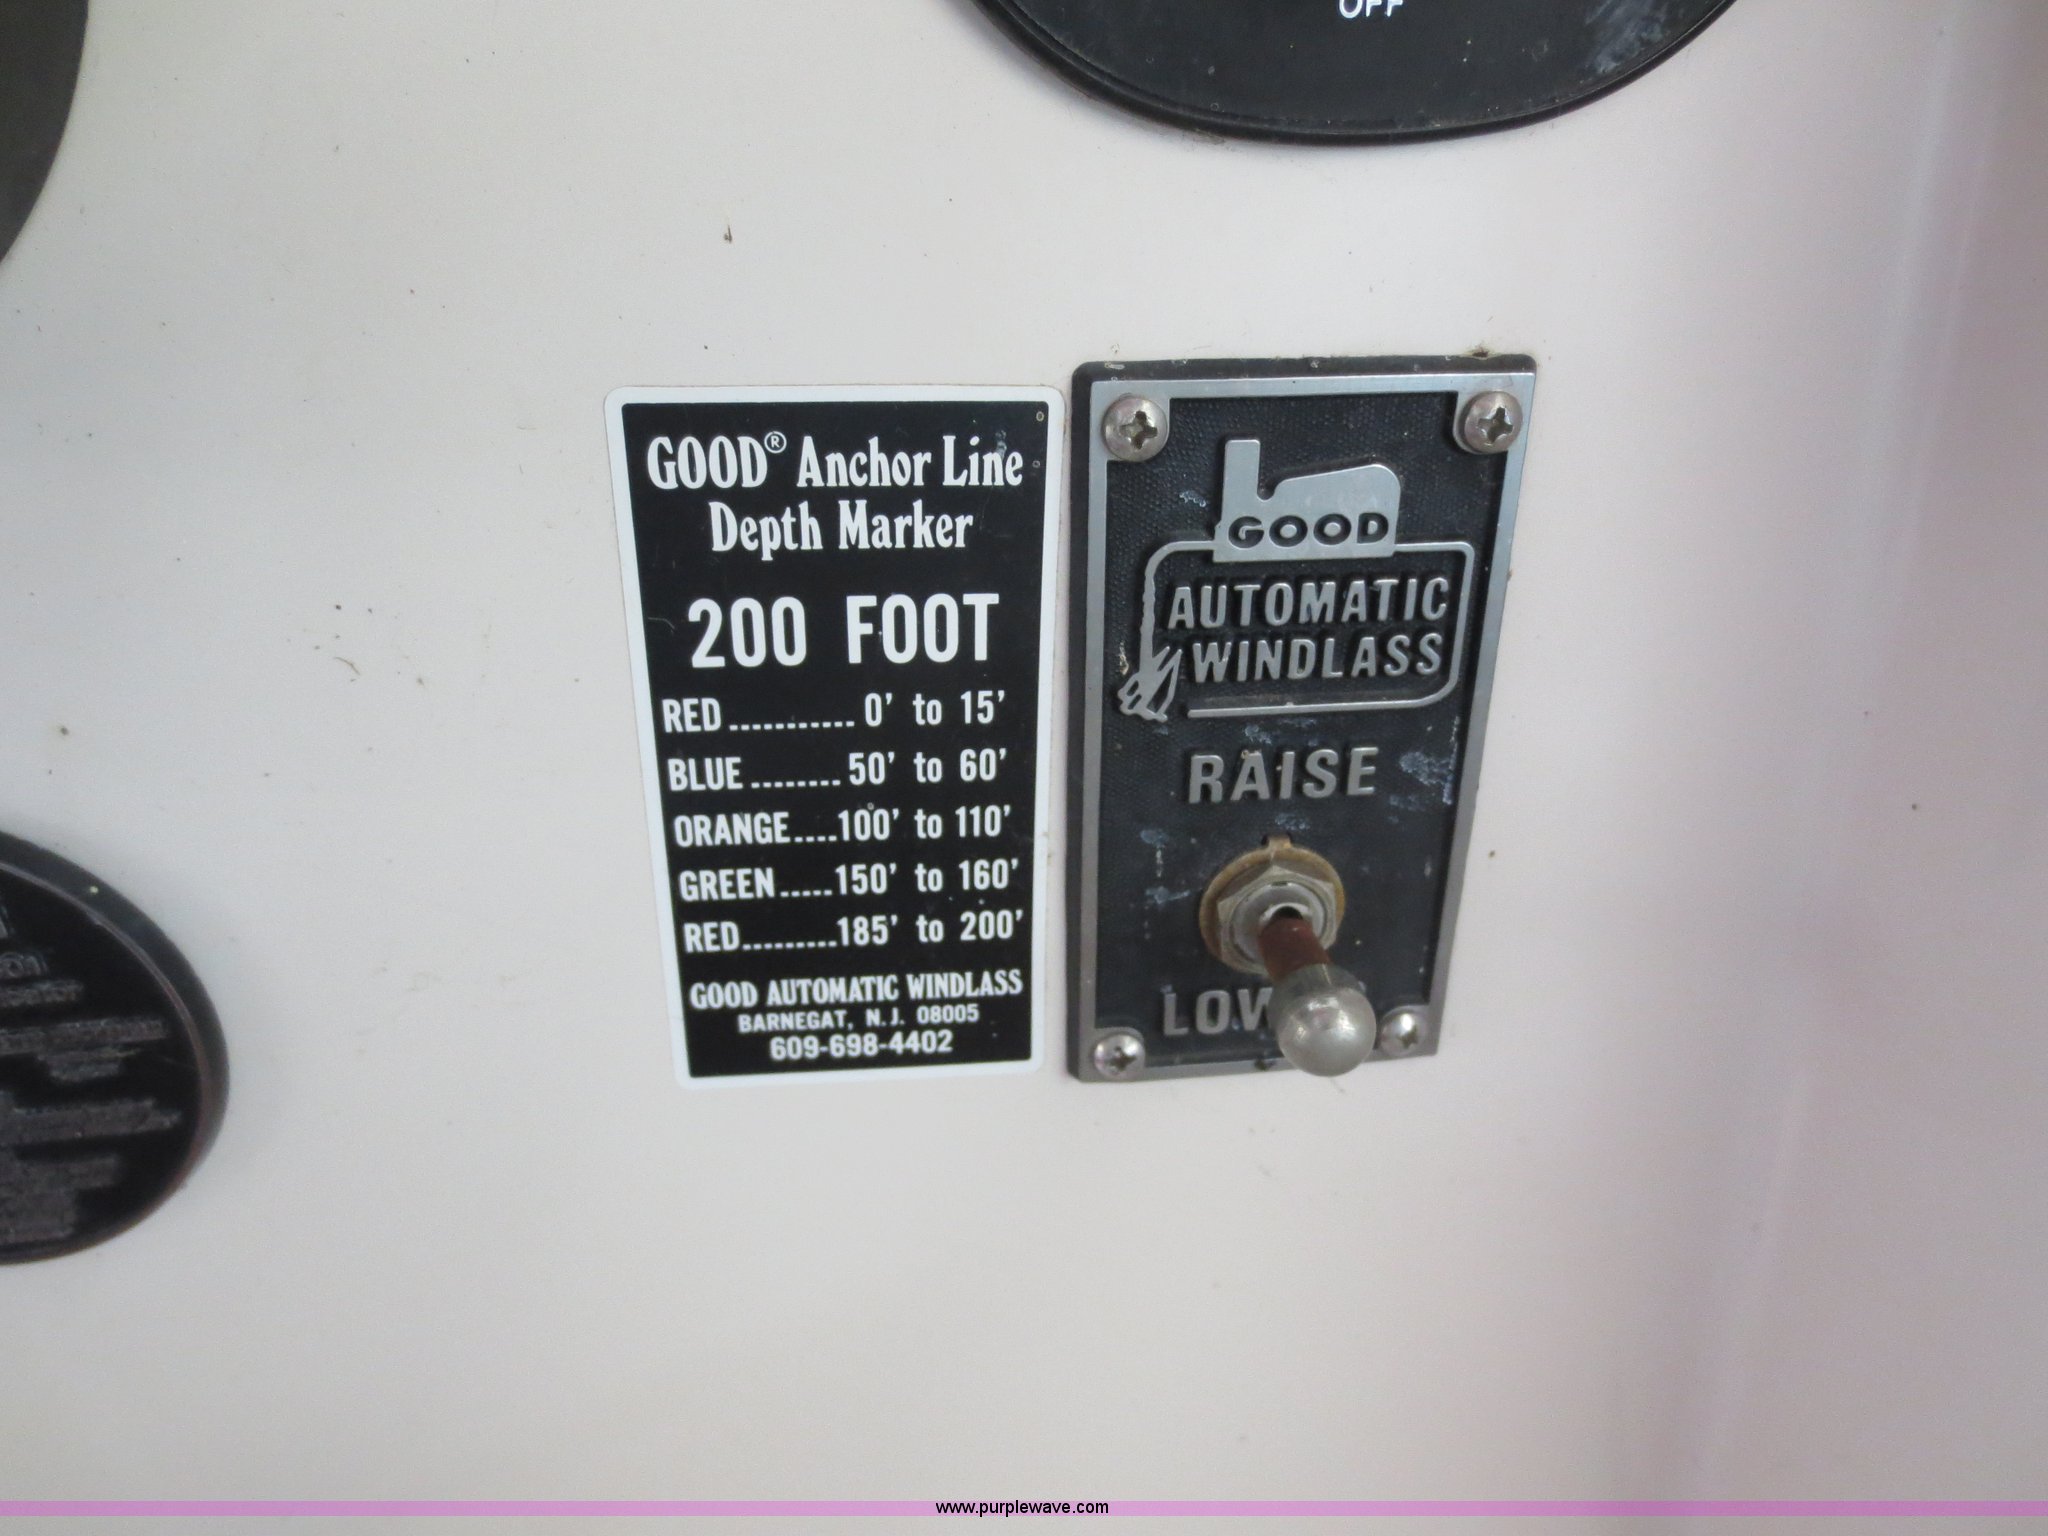 OFF
GOOD® Anchor Line
Depth Marker
200 FOOT
RED............0' to 15'
BLUE........50' to 60'
ORANGE....100' to 110'
GREEN.....150' to 160'
RED.........185' to 200'
GOOD AUTOMATIC WINDLASS
BARNEGAT, N.J. 08005
609-698-4402
GOOD
AUTOMATIC
WINDLASS
RAISE
www.purplewave.com